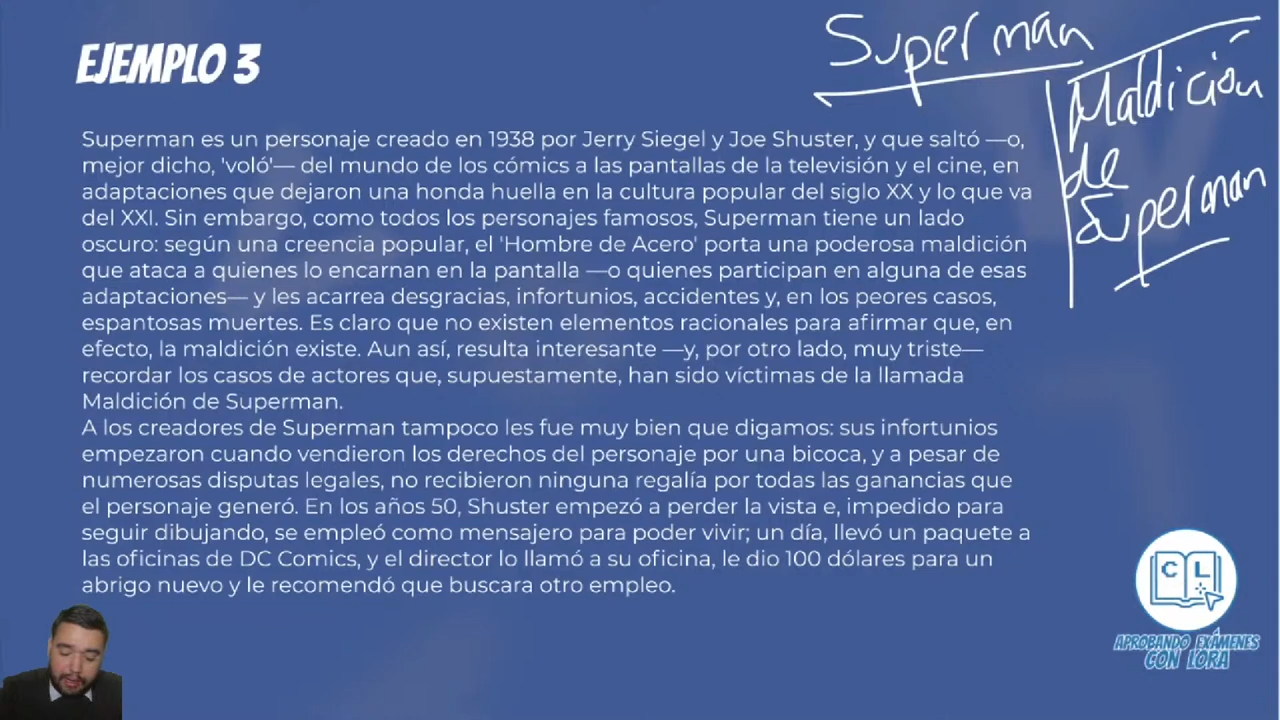 EJEMPLO 3
Superman
Maldición
de
Superman
Superman es un personaje creado en 1938 por Jerry Siegel y Joe Shuster, y que saltó —o,
mejor dicho, 'voló'— del mundo de los cómics a las pantallas de la televisión y el cine, en
adaptaciones que dejaron una honda huella en la cultura popular del siglo XX y lo que va
del XXI. Sin embargo, como todos los personajes famosos, Superman tiene un lado
oscuro: según una creencia popular, el 'Hombre de Acero' porta una poderosa maldición
que ataca a quienes lo encarnan en la pantalla —o quienes participan en alguna de esas
adaptaciones— y les acarrea desgracias, infortunios, accidentes y, en los peores casos,
espantosas muertes. Es claro que no existen elementos racionales para afirmar que, en
efecto, la maldición existe. Aun así, resulta interesante —y, por otro lado, muy triste—
recordar los casos de actores que, supuestamente, han sido víctimas de la llamada
Maldición de Superman.
A los creadores de Superman tampoco les fue muy bien que digamos: sus infortunios
empezaron cuando vendieron los derechos del personaje por una bicoca, y a pesar de
numerosas disputas legales, no recibieron ninguna regalía por todas las ganancias que
el personaje generó. En los años 50, Shuster empezó a perder la vista e, impedido para
seguir dibujando, se empleó como mensajero para poder vivir; un día, llevó un paquete a
las oficinas de DC Comics, y el director lo llamó a su oficina, le dio 100 dólares para un
abrigo nuevo y le recomendó que buscara otro empleo.
C L
APROBANDO EXÁMENES
CON LORA